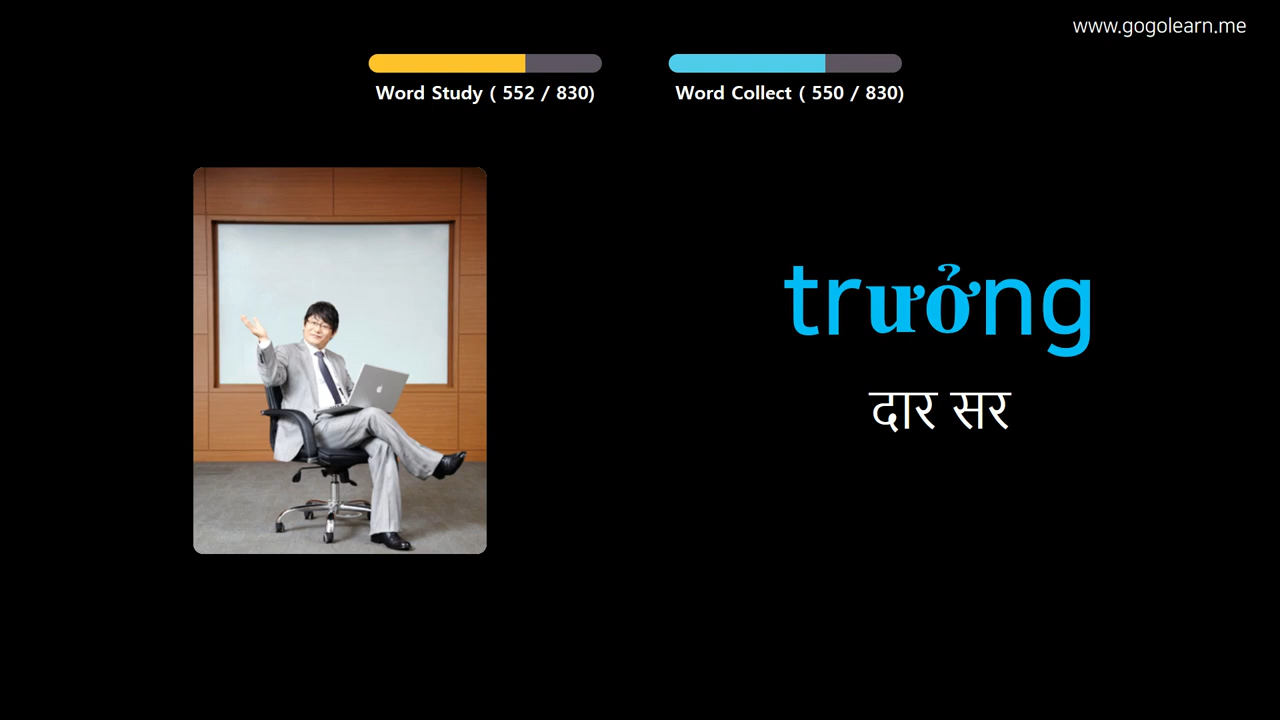 www.gogolearn.me
Word Study ( 552 / 830)
Word Collect ( 550 / 830)
trưởng
दार सर